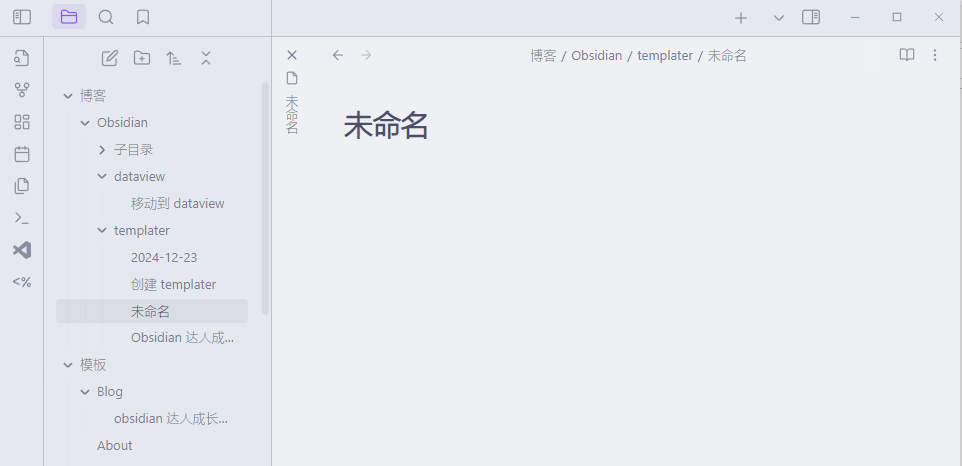 博客
Obsidian
子目录
dataview
移动到 dataview
templater
2024-12-23
创建 templater
未命名
Obsidian 达人成...
模板
Blog
obsidian 达人成长...
About
<%
未命名
博客 / Obsidian / templater / 未命名
未命名